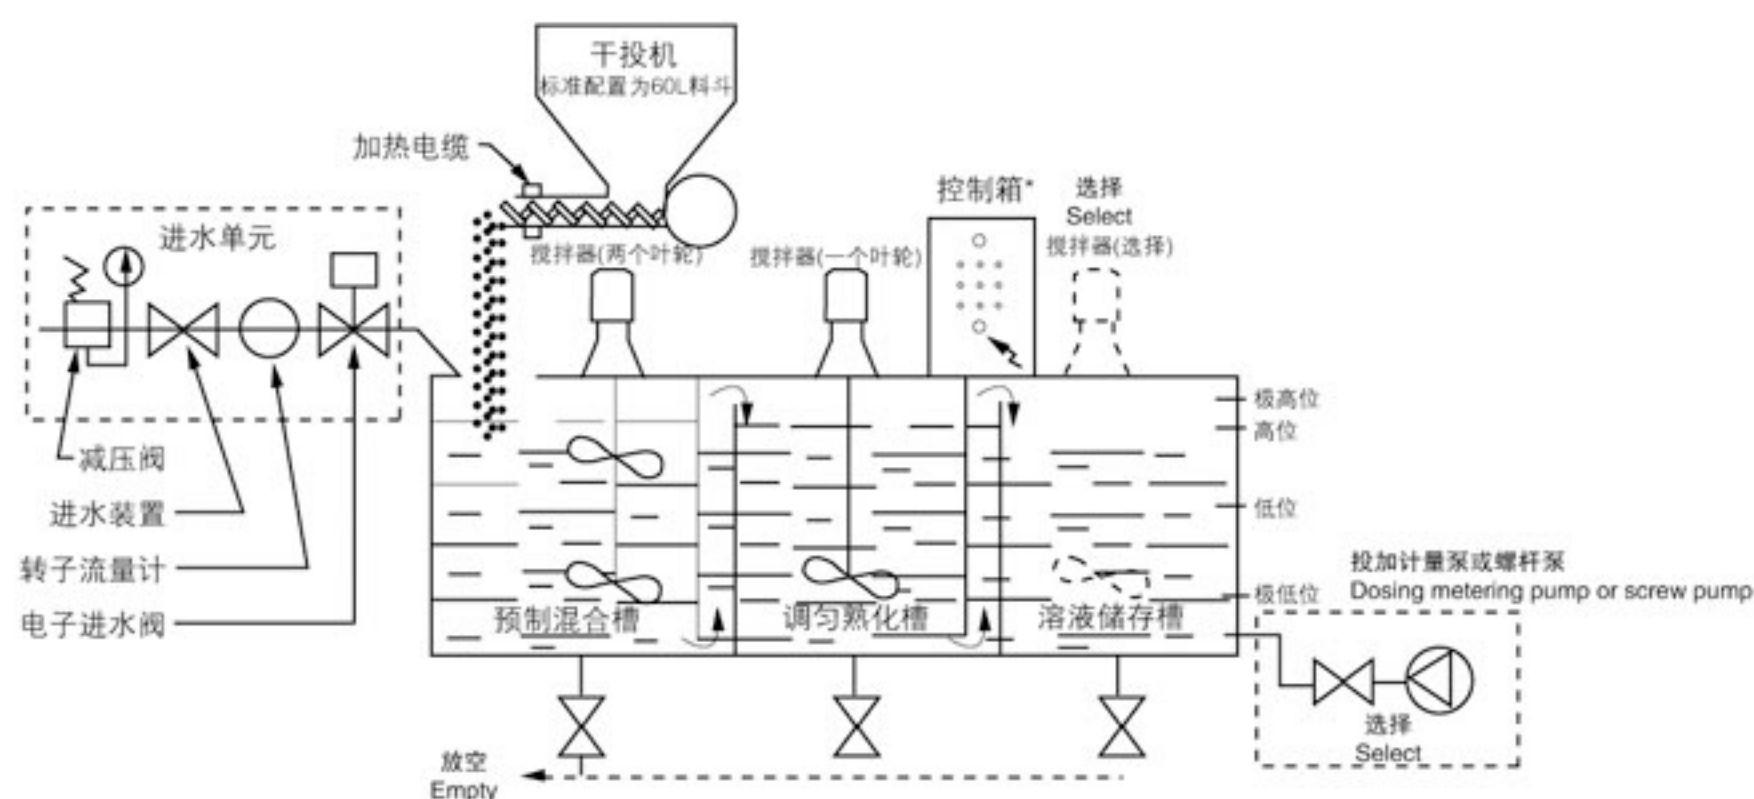 干投机
标准配置为60L料斗
加热电缆
进水单元
搅拌器(两个叶轮)
搅拌器(一个叶轮)
控制箱*
选择
Select
搅拌器(选择)
减压阀
进水装置
转子流量计
电子进水阀
极高位
高位
低位
极低位
预制混合槽
调匀熟化槽
溶液储存槽
投加计量泵或螺杆泵
Dosing metering pump or screw pump
选择
Select
放空
Empty